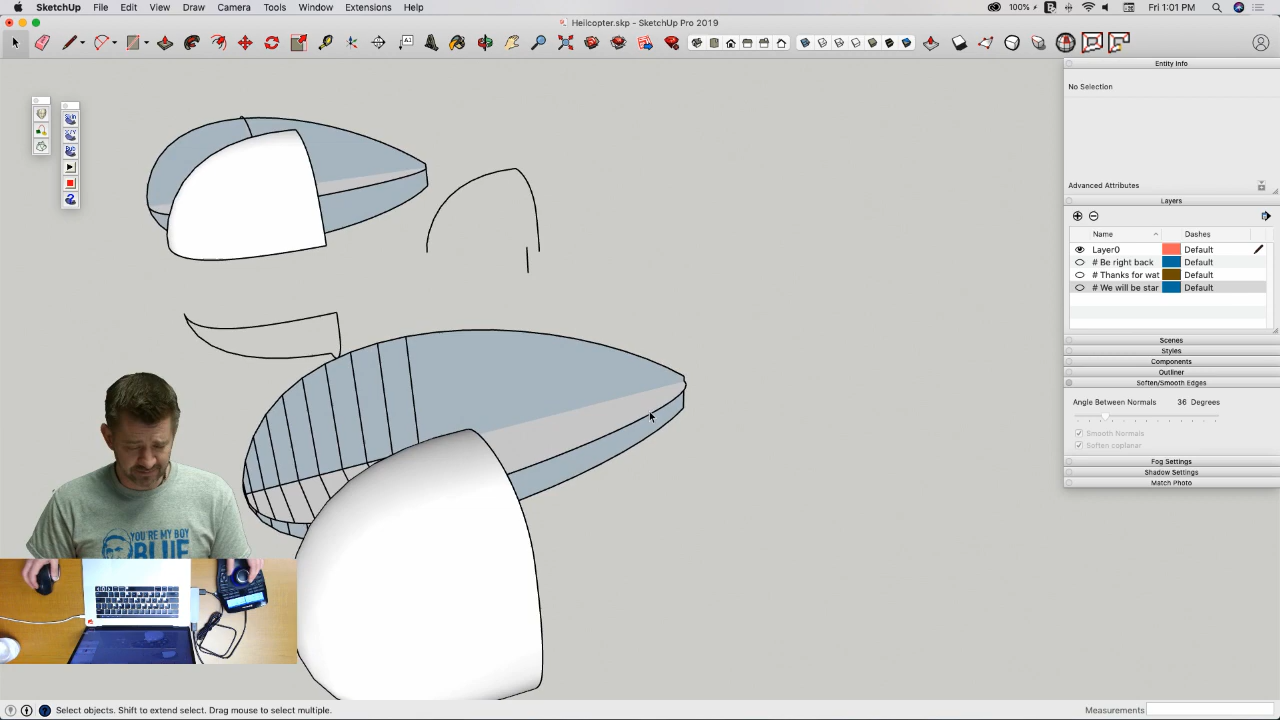 SketchUp File Edit View Draw Camera Tools Window Extensions Help 100% Fri 1:01 PM
Helicopter.skp - SketchUp Pro 2019
Entity Info
No Selection
Advanced Attributes
Layers
Name Dashes
Layer0 Default
# Be right back Default
# Thanks for wat Default
# We will be star Default
Scenes
Styles
Components
Outliner
Soften/Smooth Edges
Angle Between Normals 36 Degrees
Smooth Normals
Soften coplanar
Fog Settings
Shadow Settings
Match Photo
YOU'RE MY BOY
BLUE
Select objects. Shift to extend select. Drag mouse to select multiple. Measurements